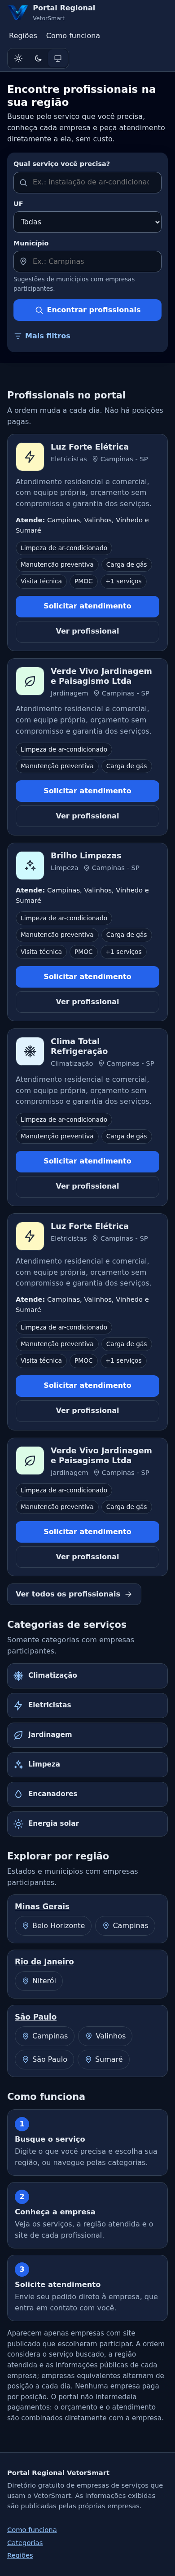 Portal Regional
VetorSmart
Regiões Como funciona
Encontre profissionais na
sua região
Busque pelo serviço que você precisa,
conheça cada empresa e peça atendimento
diretamente a ela, sem custo.
Qual serviço você precisa?
Ex.: instalação de ar-condicionac
UF
Todas
Município
Ex.: Campinas
Sugestões de municípios com empresas
participantes.
Encontrar profissionais
Mais filtros
Profissionais no portal
A ordem muda a cada dia. Não há posições
pagas.
Luz Forte Elétrica
Eletricistas Campinas - SP
Atendimento residencial e comercial,
com equipe própria, orçamento sem
compromisso e garantia dos serviços.
Atende: Campinas, Valinhos, Vinhedo e
Sumaré
Limpeza de ar-condicionado
Manutenção preventiva Carga de gás
Visita técnica PMOC +1 serviços
Solicitar atendimento
Ver profissional
Verde Vivo Jardinagem
e Paisagismo Ltda
Jardinagem Campinas - SP
Atendimento residencial e comercial,
com equipe própria, orçamento sem
compromisso e garantia dos serviços.
Limpeza de ar-condicionado
Manutenção preventiva Carga de gás
Solicitar atendimento
Ver profissional
Brilho Limpezas
Limpeza Campinas - SP
Atende: Campinas, Valinhos, Vinhedo e
Sumaré
Limpeza de ar-condicionado
Manutenção preventiva Carga de gás
Visita técnica PMOC +1 serviços
Solicitar atendimento
Ver profissional
Clima Total
Refrigeração
Climatização Campinas - SP
Atendimento residencial e comercial,
com equipe própria, orçamento sem
compromisso e garantia dos serviços.
Limpeza de ar-condicionado
Manutenção preventiva Carga de gás
Solicitar atendimento
Ver profissional
Luz Forte Elétrica
Eletricistas Campinas - SP
Atendimento residencial e comercial,
com equipe própria, orçamento sem
compromisso e garantia dos serviços.
Atende: Campinas, Valinhos, Vinhedo e
Sumaré
Limpeza de ar-condicionado
Manutenção preventiva Carga de gás
Visita técnica PMOC +1 serviços
Solicitar atendimento
Ver profissional
Verde Vivo Jardinagem
e Paisagismo Ltda
Jardinagem Campinas - SP
Limpeza de ar-condicionado
Manutenção preventiva Carga de gás
Solicitar atendimento
Ver profissional
Ver todos os profissionais →
Categorias de serviços
Somente categorias com empresas
participantes.
Climatização
Eletricistas
Jardinagem
Limpeza
Encanadores
Energia solar
Explorar por região
Estados e municípios com empresas
participantes.
Minas Gerais
Belo Horizonte Campinas
Rio de Janeiro
Niterói
São Paulo
Campinas Valinhos
São Paulo Sumaré
Como funciona
1
Busque o serviço
Digite o que você precisa e escolha sua
região, ou navegue pelas categorias.
2
Conheça a empresa
Veja os serviços, a região atendida e o
site de cada profissional.
3
Solicite atendimento
Envie seu pedido direto à empresa, que
entra em contato com você.
Aparecem apenas empresas com site
publicado que escolheram participar. A ordem
considera o serviço buscado, a região
atendida e as informações públicas de cada
empresa; empresas equivalentes alternam de
posição a cada dia. Nenhuma empresa paga
por posição. O portal não intermedeia
pagamentos: o orçamento e o atendimento
são combinados diretamente com a empresa.
Portal Regional VetorSmart
Diretório gratuito de empresas de serviços que
usam o VetorSmart. As informações exibidas
são publicadas pelas próprias empresas.
Como funciona
Categorias
Regiões